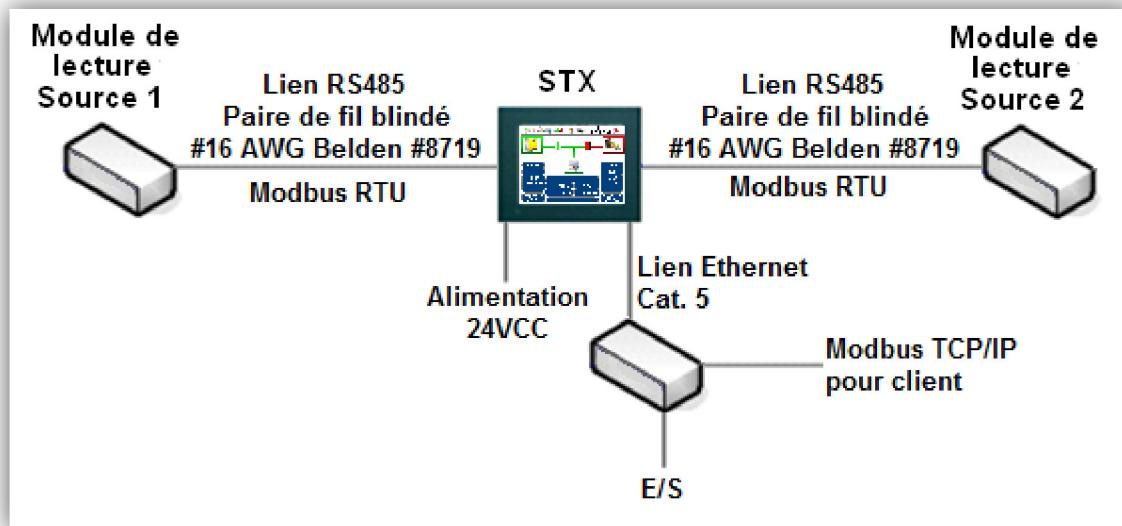 Module de
lecture
Source 1
Lien RS485
Paire de fil blindé
#16 AWG Belden #8719
Modbus RTU
STX
Lien RS485
Paire de fil blindé
#16 AWG Belden #8719
Modbus RTU
Module de
lecture
Source 2
Alimentation
24VCC
Lien Ethernet
Cat. 5
Modbus TCP/IP
pour client
E/S